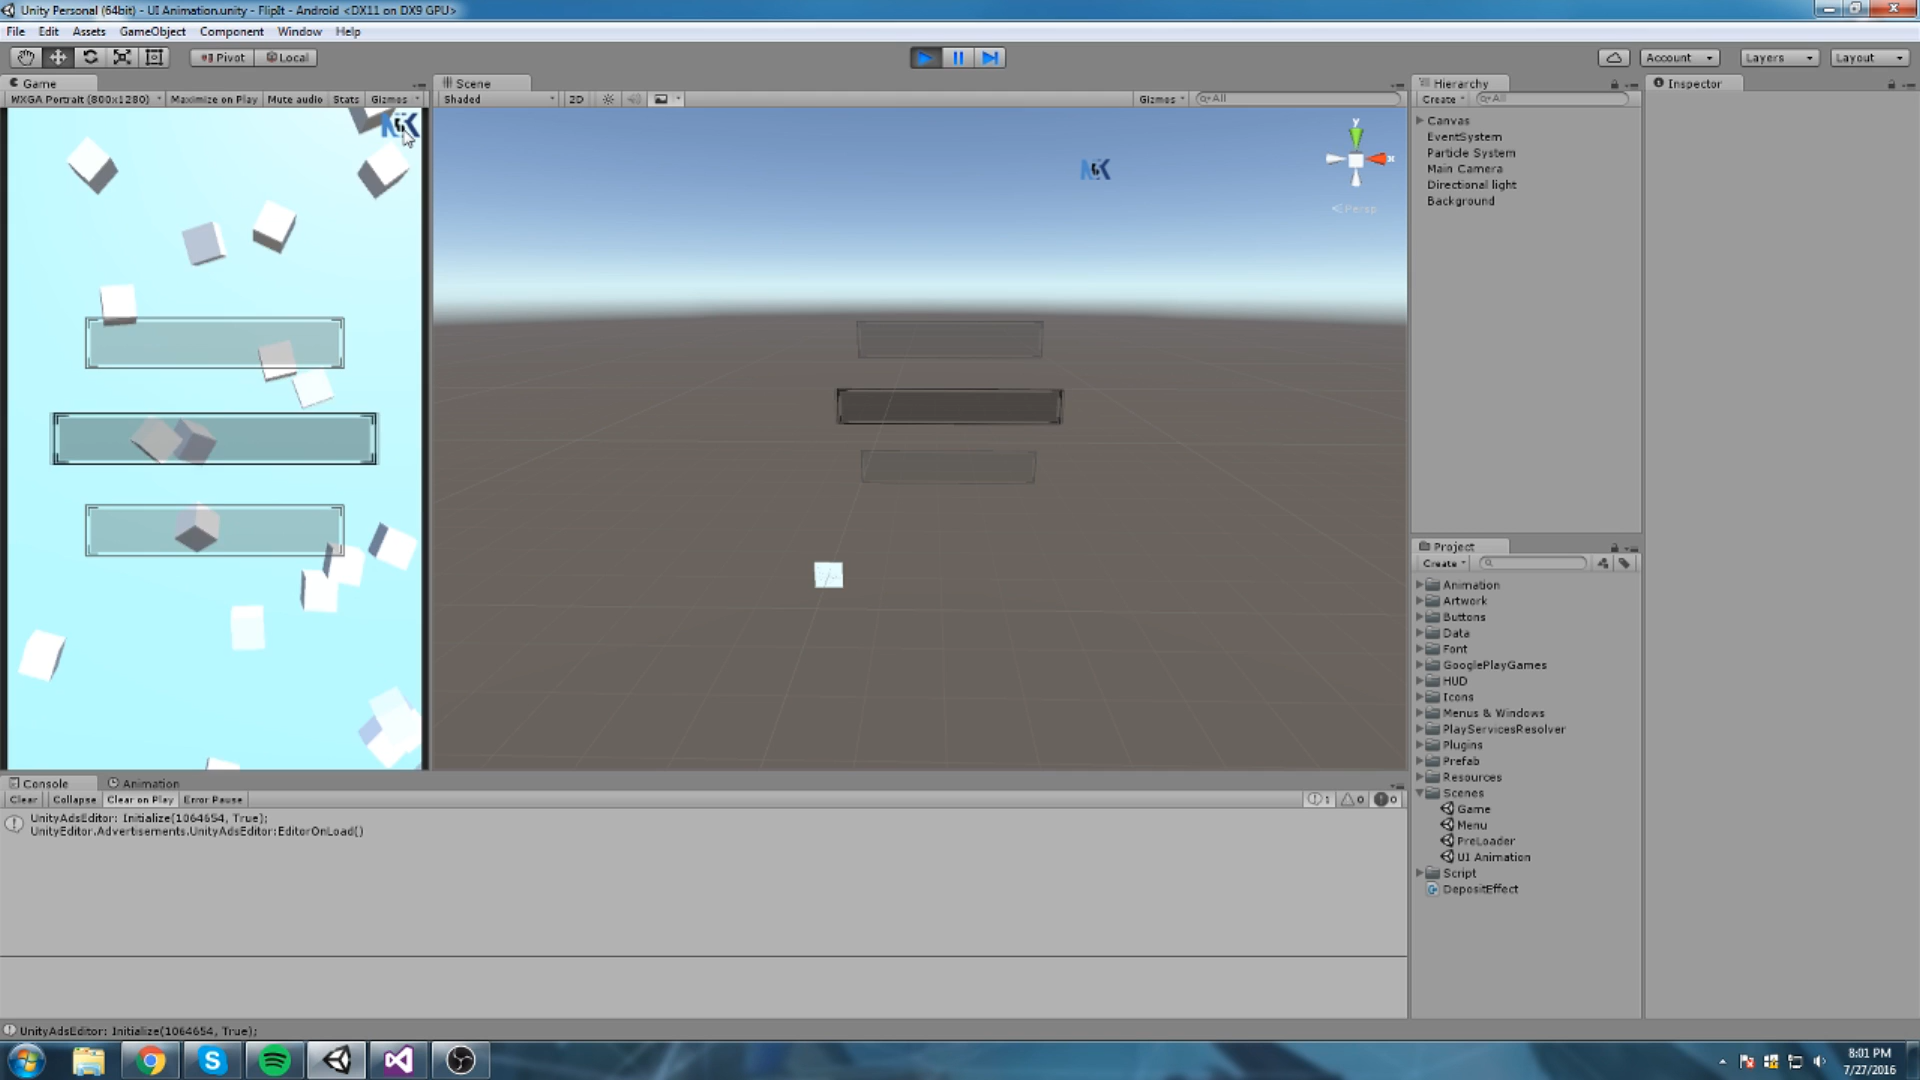 Unity Personal (64bit) - UI Animation.unity - FlipIt - Android <DX11 on DX9 GPU>
File Edit Assets GameObject Component Window Help
Pivot Local Account Layers Layout
Game Scene Hierarchy Inspector
WXGA Portrait (800x1280) Maximize on Play Mute audio Stats Gizmos Shaded 2D Gizmos All Create All
Canvas
EventSystem
Particle System
Main Camera
Directional light
Background
y
x
Persp
Project
Create
Animation
Artwork
Buttons
Data
Font
GooglePlayGames
HUD
Icons
Menus & Windows
PlayServicesResolver
Plugins
Prefab
Resources
Scenes
Game
Menu
PreLoader
UI Animation
Script
DepositEffect
Console Animation
Clear Collapse Clear on Play Error Pause 1 0 0
UnityAdsEditor: Initialize(1064654, True);
UnityEditor.Advertisements.UnityAdsEditor:EditorOnLoad()
UnityAdsEditor: Initialize(1064654, True);
8:01 PM
7/27/2016